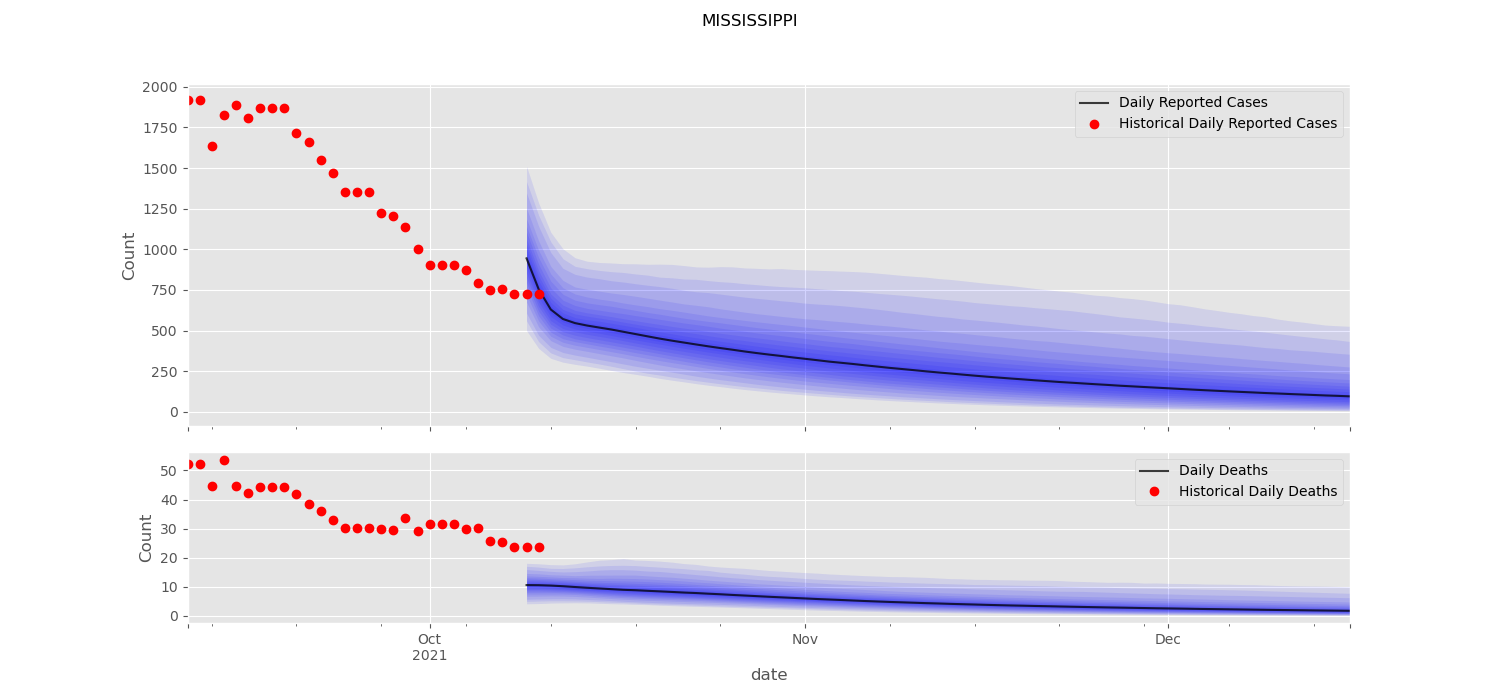 MISSISSIPPI
2000
1750
1500
1250
1000
750
500
250
0
Count
Daily Reported Cases
Historical Daily Reported Cases
50
40
30
20
10
0
Count
Daily Deaths
Historical Daily Deaths
Oct
2021
Nov
Dec
date